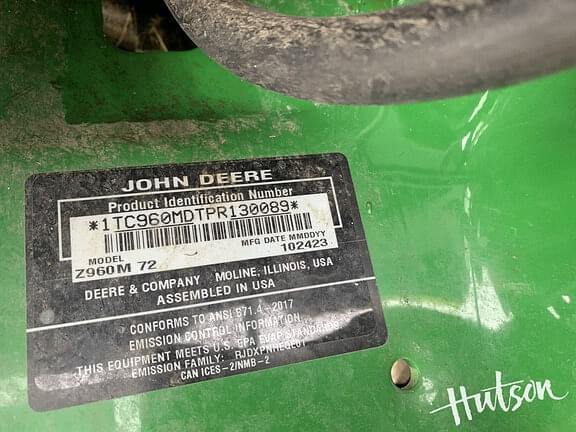 JOHN DEERE
Product Identification Number
*1TC960MDTPR130089*
MODEL MFG DATE MMDDYY
Z960M 72 102423
DEERE & COMPANY MOLINE, ILLINOIS, USA
ASSEMBLED IN USA
CONFORMS TO ANSI B71.4-2017
EMISSION CONTROL INFORMATION
THIS EQUIPMENT MEETS U.S. EPA EVAP STANDARDS
EMISSION FAMILY:
CAN ICES-2/NMB-2
Hutson